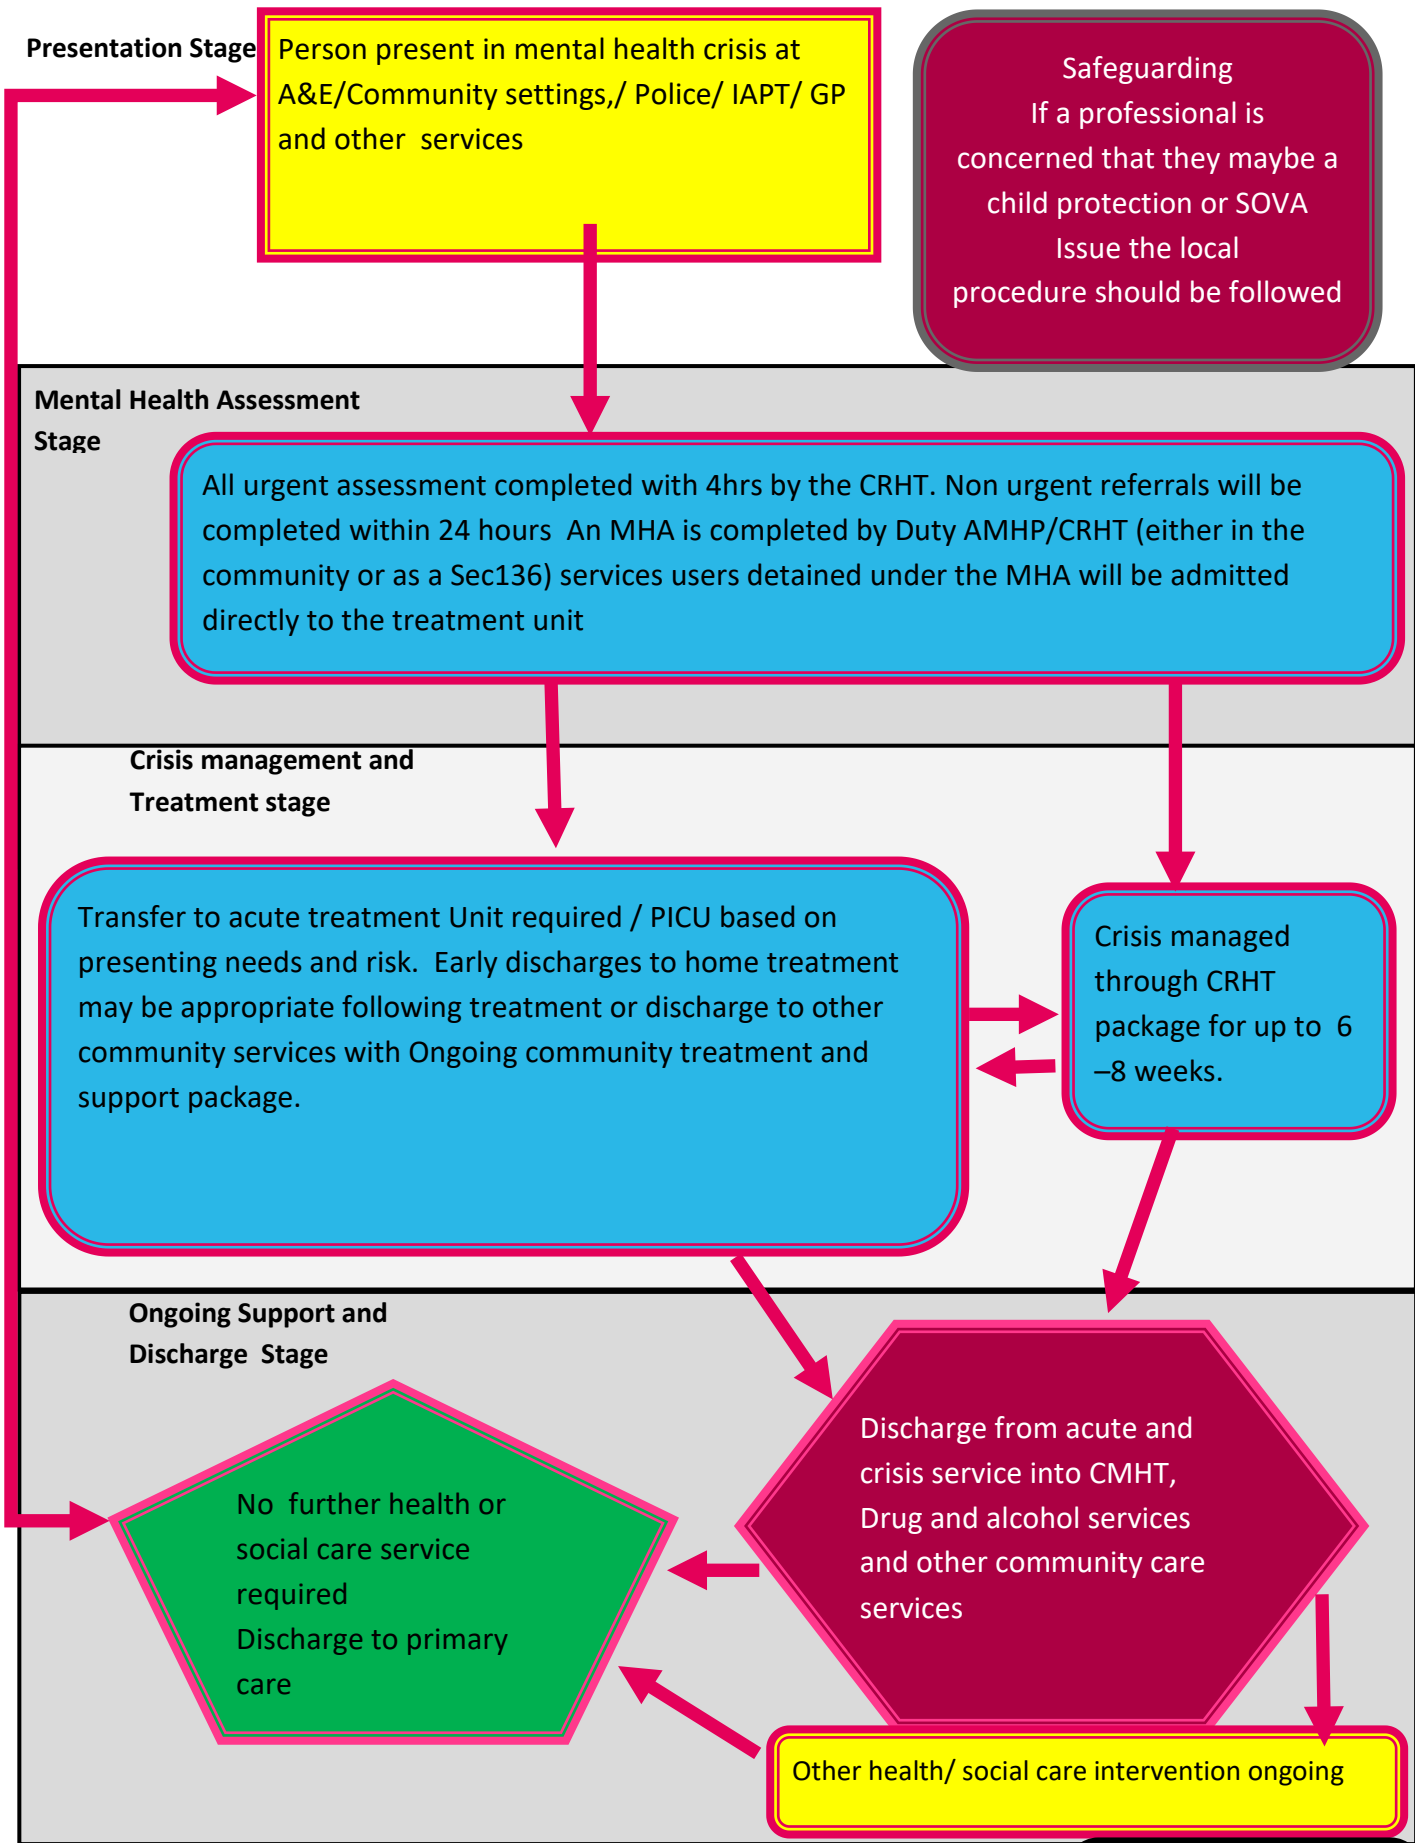 Presentation Stage
Person present in mental health crisis at
A&E/Community settings,/ Police/ IAPT/ GP
and other  services
Safeguarding
If a professional is
concerned that they maybe a
child protection or SOVA
Issue the local
procedure should be followed
Mental Health Assessment
Stage
All urgent assessment completed with 4hrs by the CRHT. Non urgent referrals will be
completed within 24 hours  An MHA is completed by Duty AMHP/CRHT (either in the
community or as a Sec136) services users detained under the MHA will be admitted
directly to the treatment unit
Crisis management and
Treatment stage
Transfer to acute treatment Unit required / PICU based on
presenting needs and risk.  Early discharges to home treatment
may be appropriate following treatment or discharge to other
community services with Ongoing community treatment and
support package.
Crisis managed
through CRHT
package for up to  6
–8 weeks.
Ongoing Support and
Discharge  Stage
Discharge from acute and
crisis service into CMHT,
Drug and alcohol services
and other community care
services
No  further health or
social care service
required
Discharge to primary
care
Other health/ social care intervention ongoing